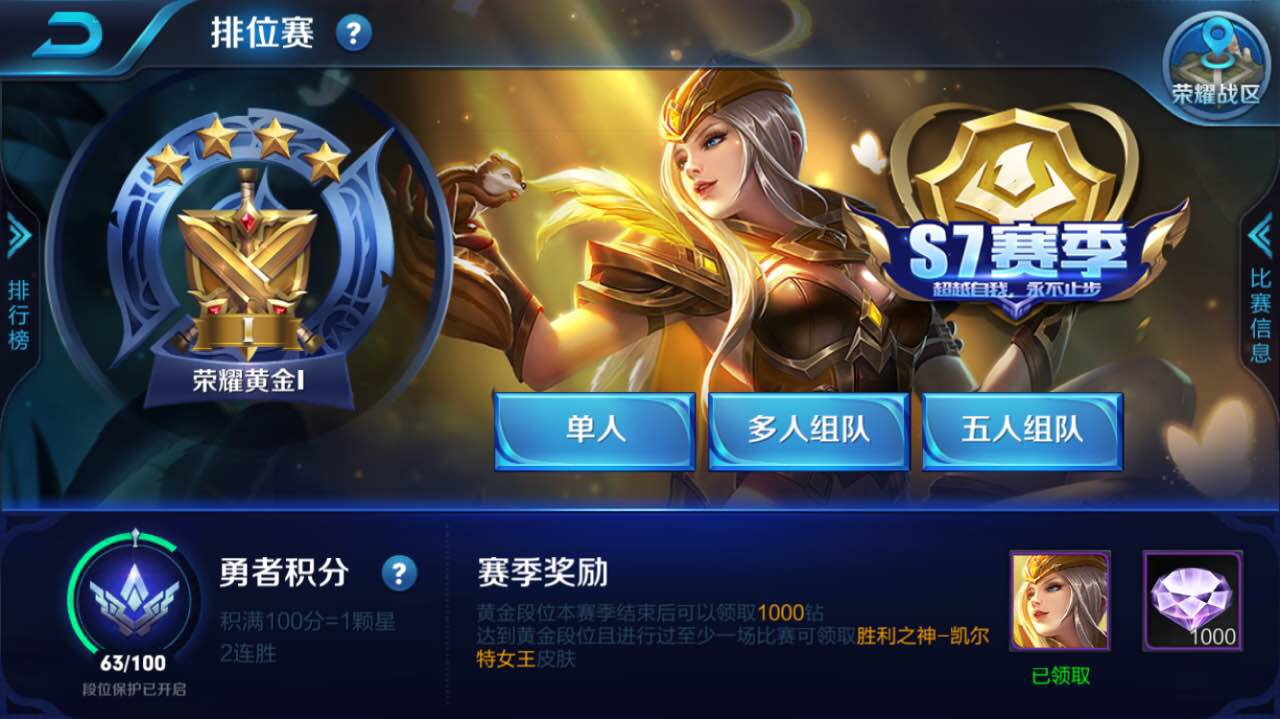 排位赛
?
荣耀战区
排行榜
荣耀黄金I
S7赛季
超越自我,永不止步
比赛信息
单人
多人组队
五人组队
63/100
段位保护已开启
勇者积分
?
积满100分=1颗星
2连胜
赛季奖励
黄金段位本赛季结束后可以领取1000钻
达到黄金段位且进行过至少一场比赛可领取胜利之神-凯尔
特女王皮肤
已领取
1000